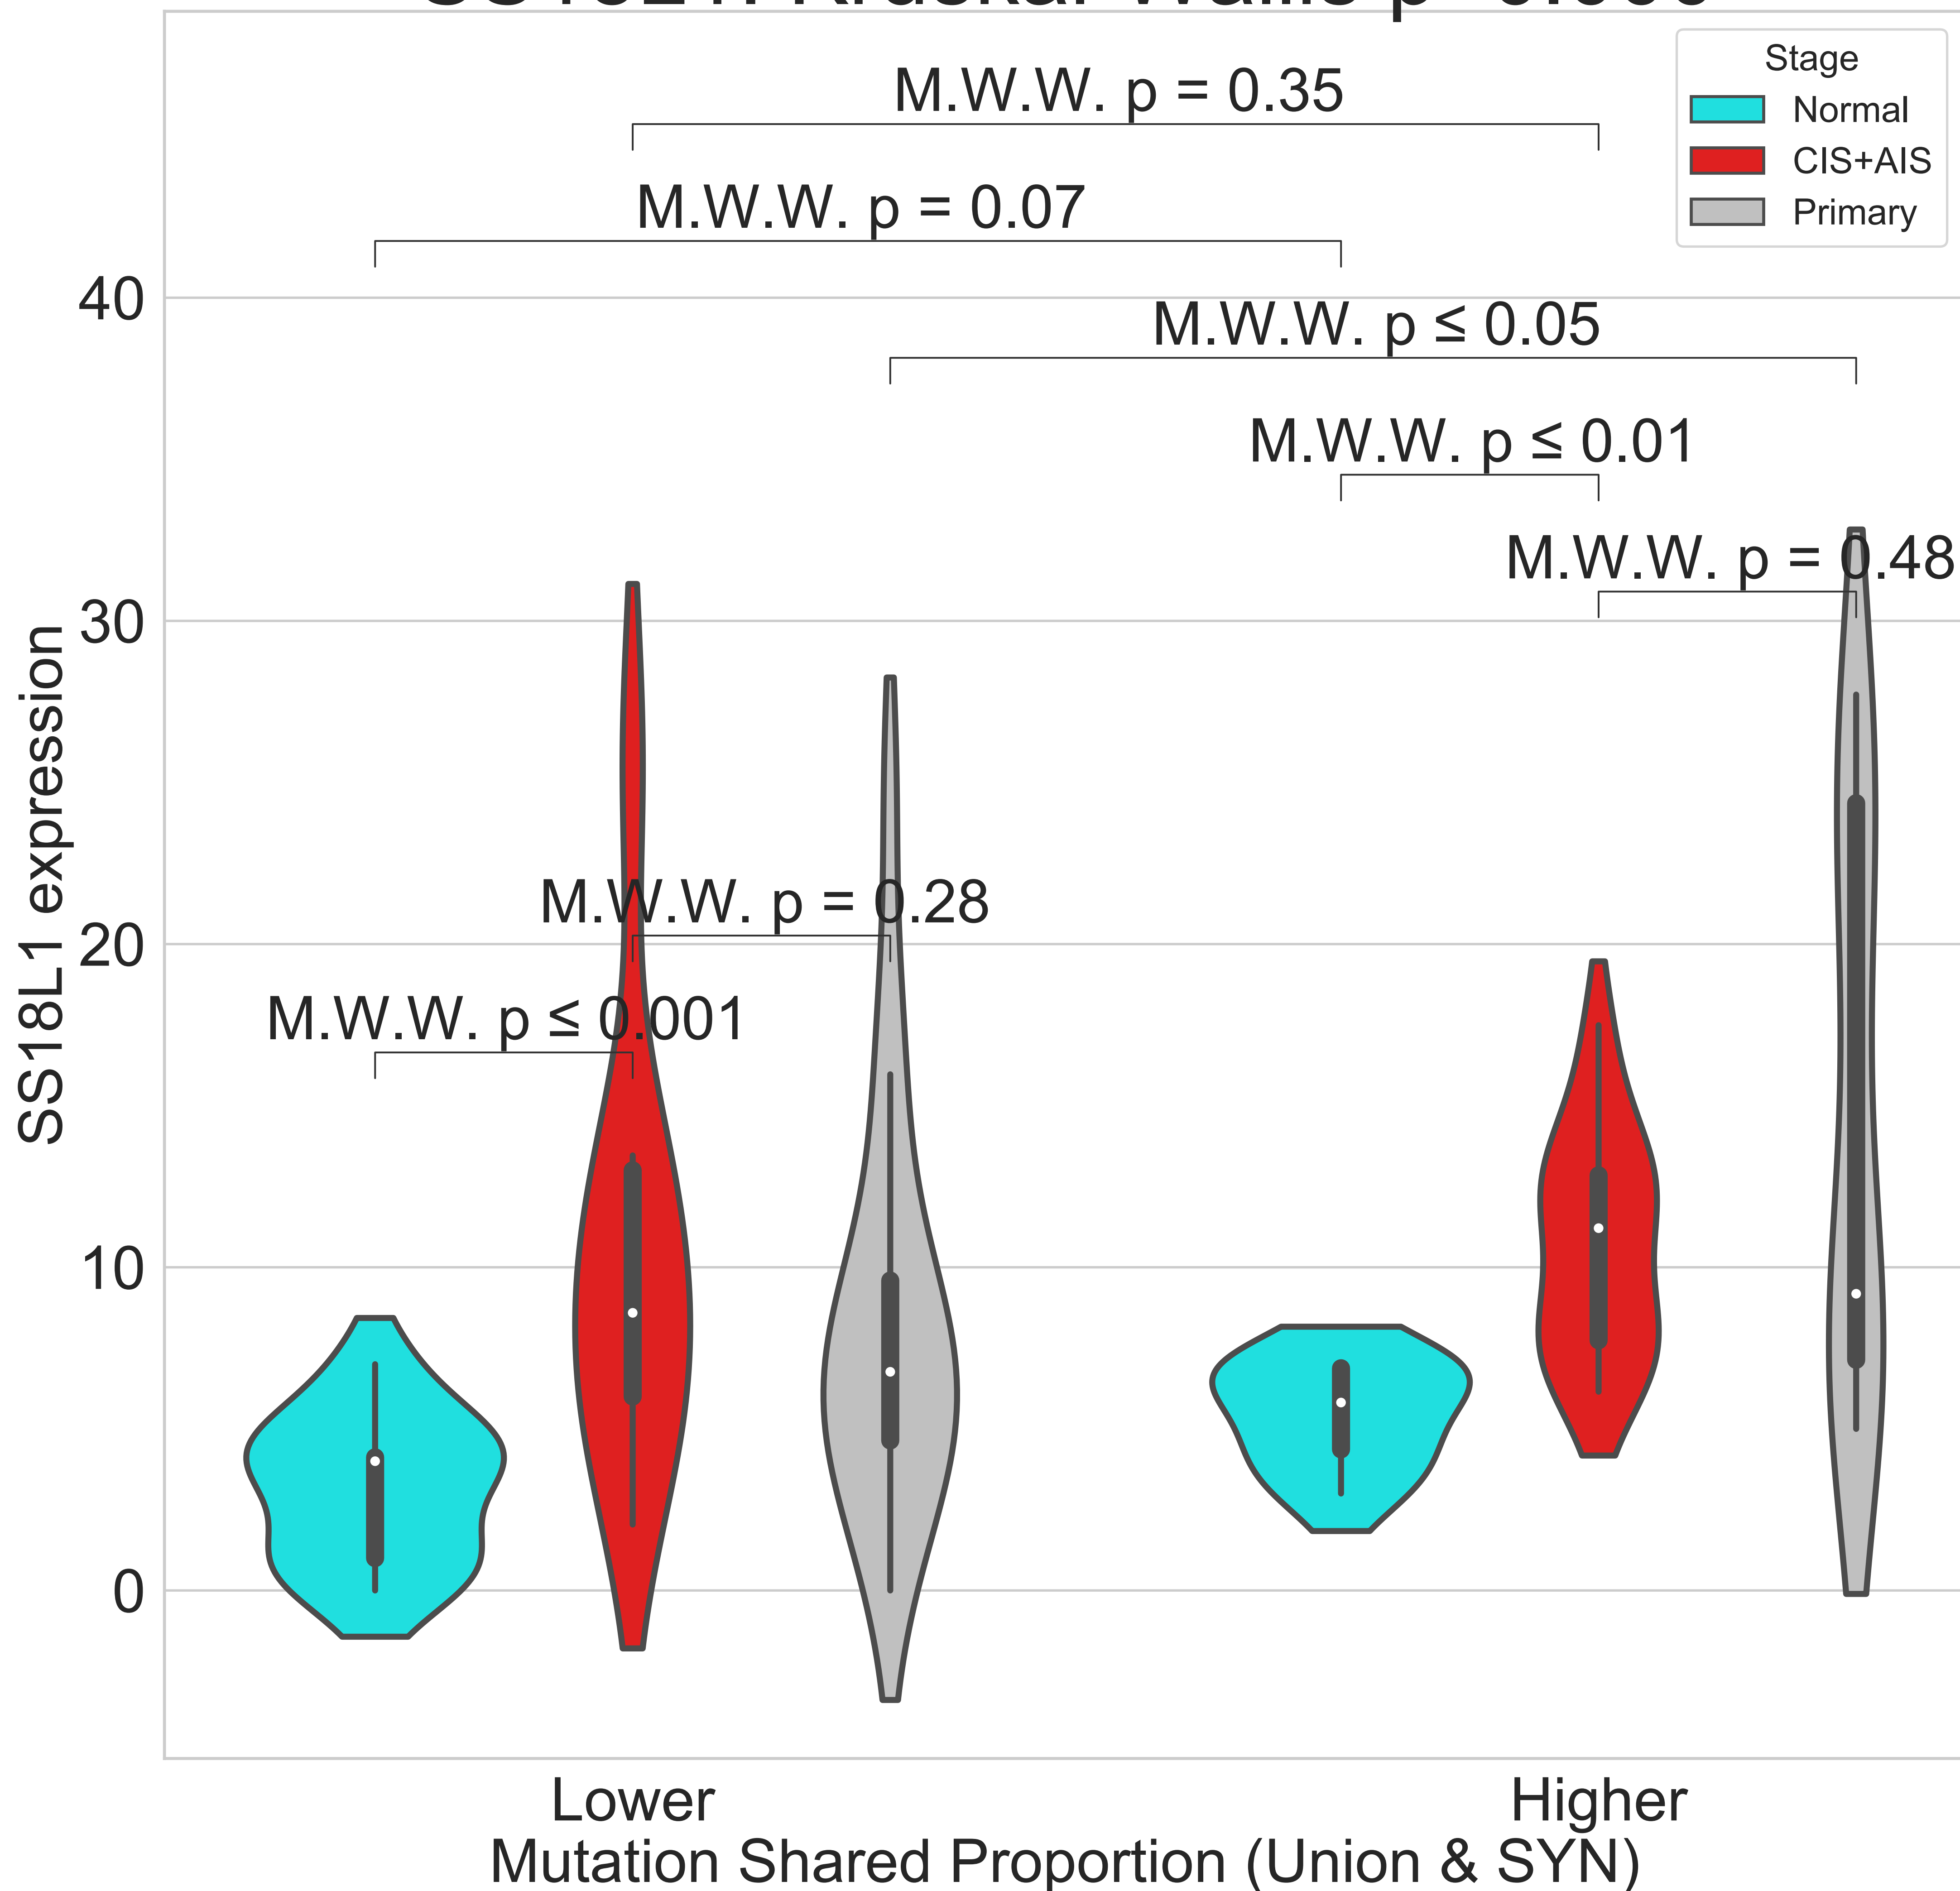 Stage
Normal
CIS+AIS
Primary
M.W.W. p = 0.35
M.W.W. p = 0.07
M.W.W. p ≤ 0.05
M.W.W. p ≤ 0.01
M.W.W. p = 0.48
M.W.W. p = 0.28
M.W.W. p ≤ 0.001
40
30
20
10
0
SS18L1 expression
Lower
Higher
Mutation Shared Proportion (Union & SYN)